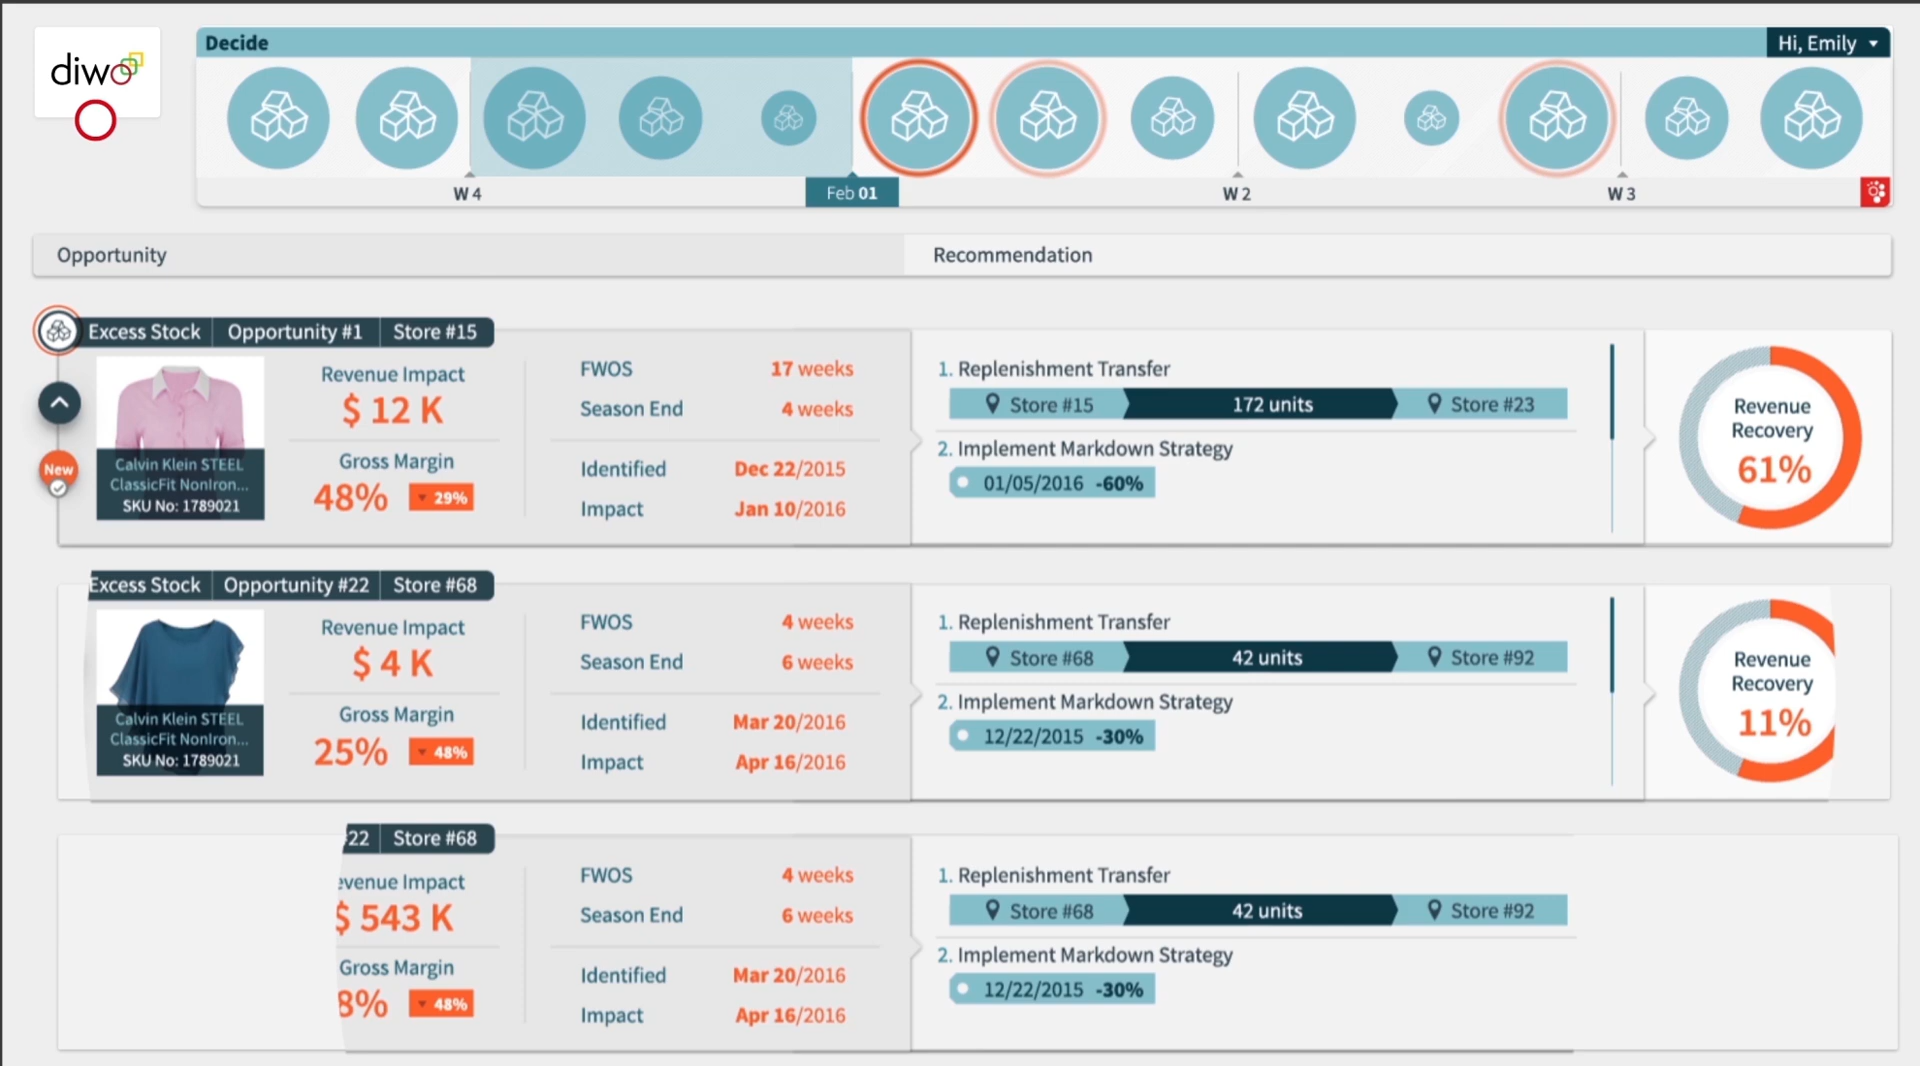 diwo
Decide
Hi, Emily
W 4
Feb 01
W 2
W 3
Opportunity
Recommendation
Excess Stock
Opportunity #1
Store #15
New
Calvin Klein STEEL
ClassicFit NonIron...
SKU No: 1789021
Revenue Impact
$ 12 K
Gross Margin
48%
29%
FWOS
17 weeks
Season End
4 weeks
Identified
Dec 22/2015
Impact
Jan 10/2016
1. Replenishment Transfer
Store #15
172 units
Store #23
2. Implement Markdown Strategy
01/05/2016 -60%
Revenue
Recovery
61%
Excess Stock
Opportunity #22
Store #68
Calvin Klein STEEL
ClassicFit NonIron...
SKU No: 1789021
Revenue Impact
$ 4 K
Gross Margin
25%
48%
FWOS
4 weeks
Season End
6 weeks
Identified
Mar 20/2016
Impact
Apr 16/2016
1. Replenishment Transfer
Store #68
42 units
Store #92
2. Implement Markdown Strategy
12/22/2015 -30%
Revenue
Recovery
11%
22
Store #68
evenue Impact
$ 543 K
Gross Margin
8%
48%
FWOS
4 weeks
Season End
6 weeks
Identified
Mar 20/2016
Impact
Apr 16/2016
1. Replenishment Transfer
Store #68
42 units
Store #92
2. Implement Markdown Strategy
12/22/2015 -30%